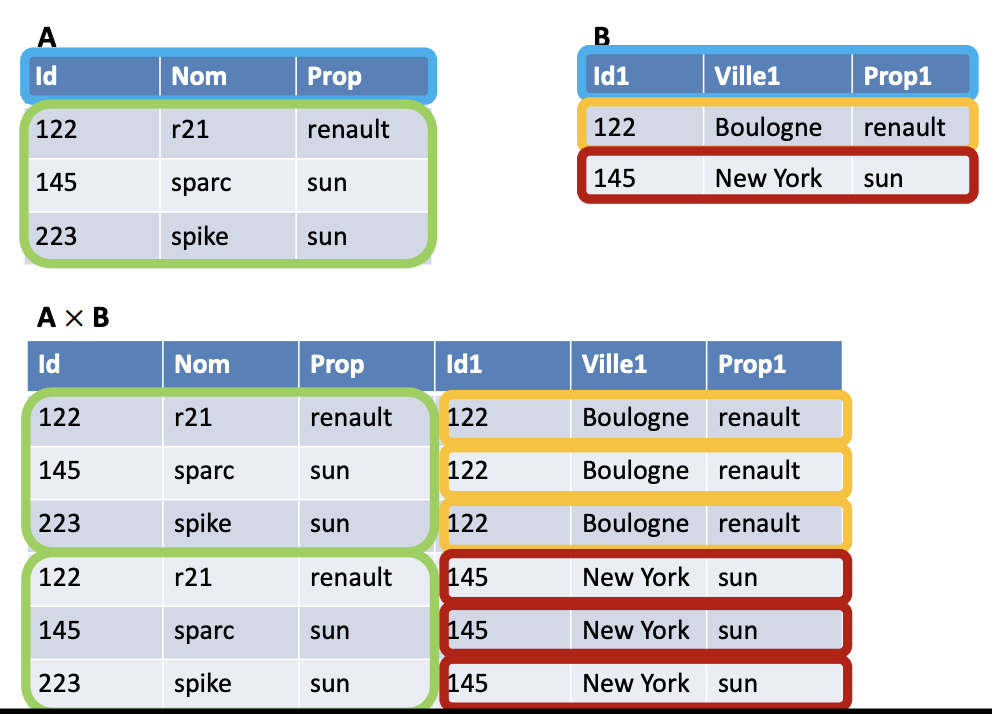 A
B
Id Nom Prop
Id1 Ville1 Prop1
122 r21 renault
122 Boulogne renault
145 sparc sun
145 New York sun
223 spike sun
A × B
Id Nom Prop Id1 Ville1 Prop1
122 r21 renault 122 Boulogne renault
145 sparc sun 122 Boulogne renault
223 spike sun 122 Boulogne renault
122 r21 renault 145 New York sun
145 sparc sun 145 New York sun
223 spike sun 145 New York sun